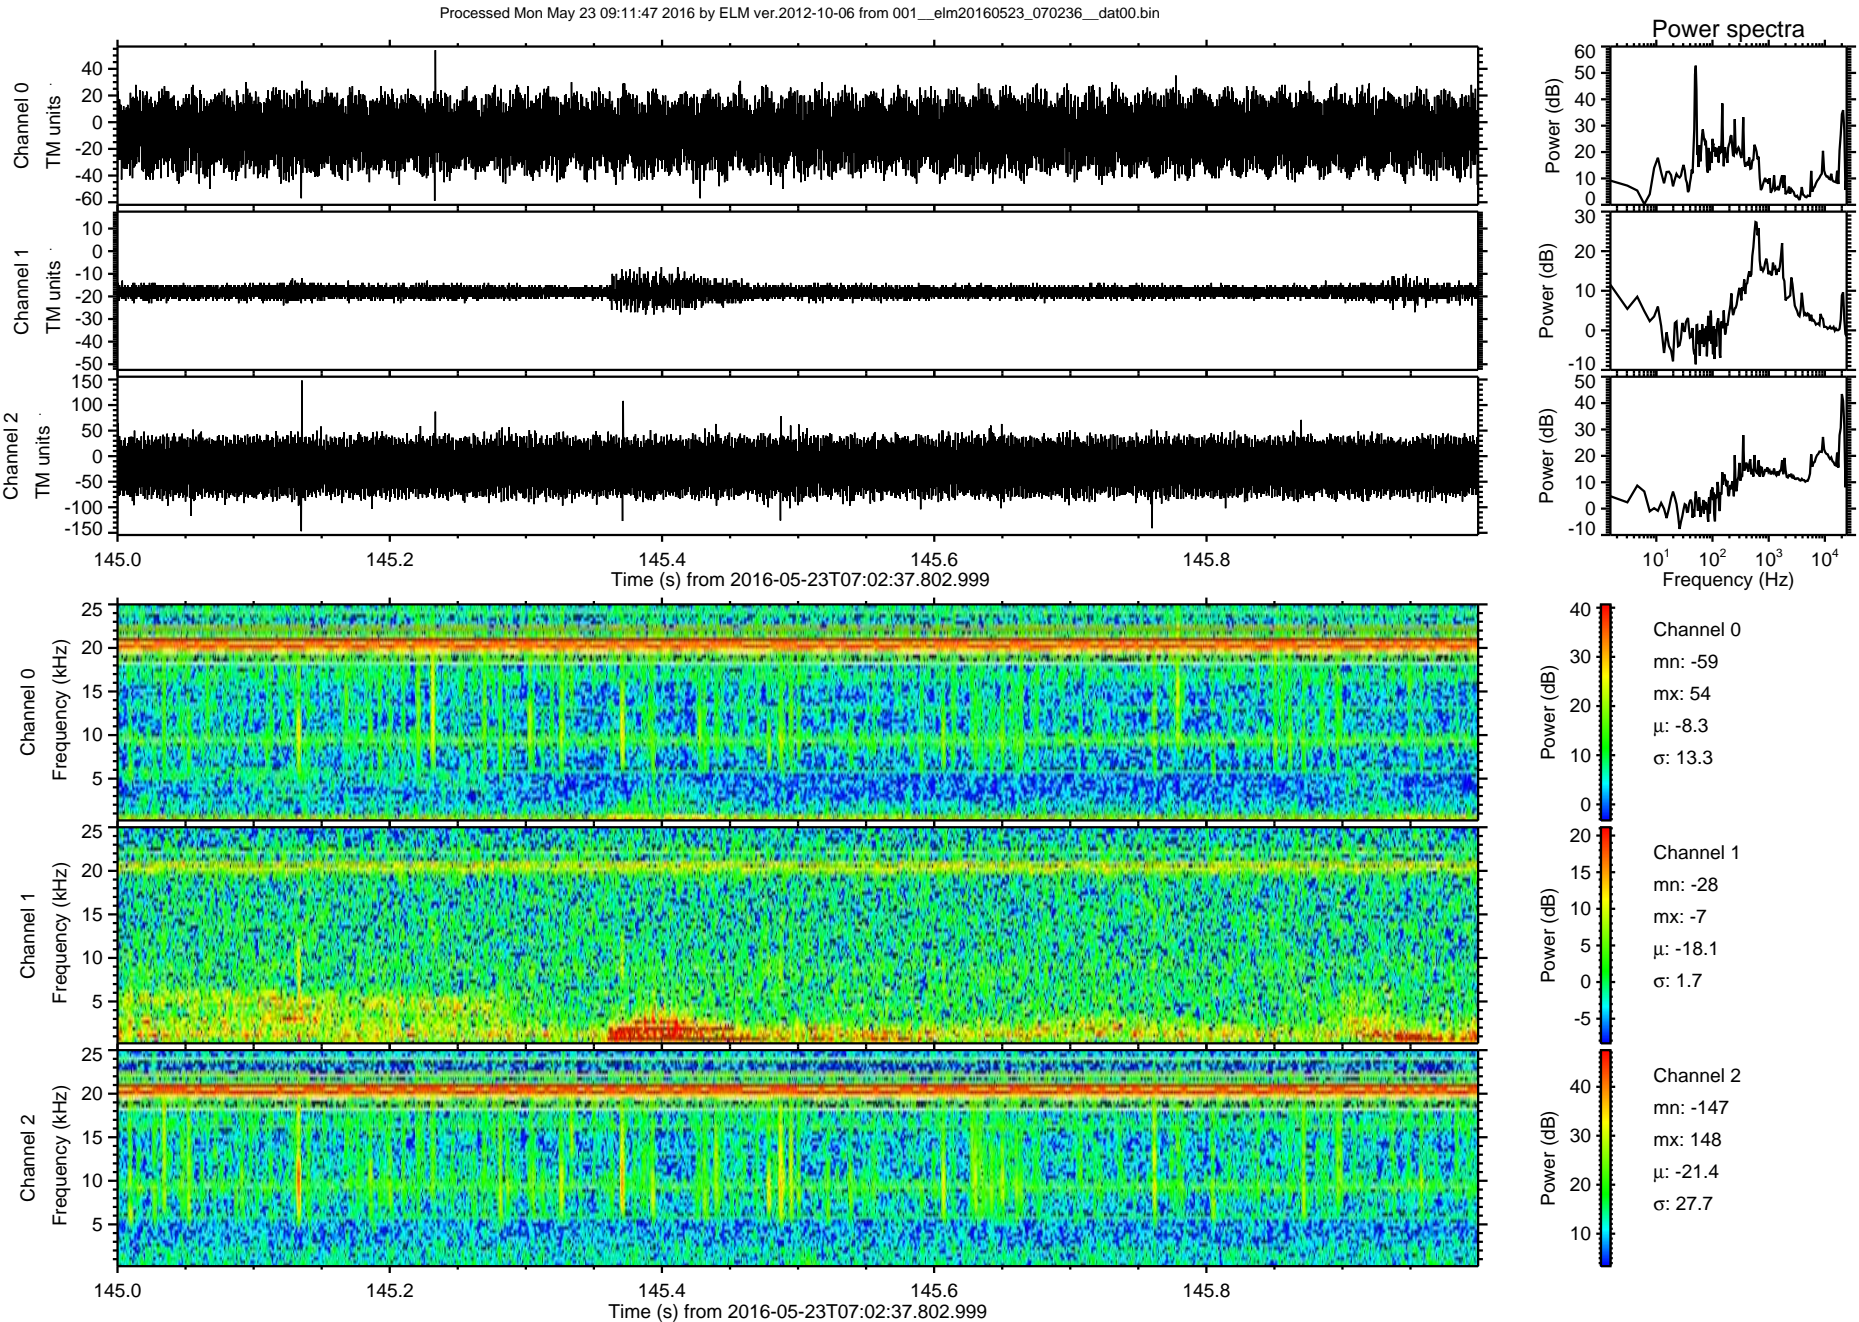 Processed Mon May 23 09:11:47 2016 by ELM ver.2012-10-06 from 001__elm20160523_070236__dat00.bin
Power spectra
Channel 0
TM units
40
20
0
-20
-40
-60
Power (dB)
60
50
40
30
20
10
0
Channel 1
TM units
10
0
-10
-20
-30
-40
-50
Power (dB)
30
20
10
0
-10
Channel 2
TM units
150
100
50
0
-50
-100
-150
Power (dB)
50
40
30
20
10
0
-10
145.0 145.2 145.4 145.6 145.8
Time (s) from 2016-05-23T07:02:37.802.999
10¹ 10² 10³ 10⁴
Frequency (Hz)
Channel 0
Frequency (kHz)
25
20
15
10
5
Power (dB)
40
30
20
10
0
Channel 0
mn: -59
mx: 54
μ: -8.3
σ: 13.3
Channel 1
Frequency (kHz)
25
20
15
10
5
Power (dB)
20
15
10
5
0
-5
Channel 1
mn: -28
mx: -7
μ: -18.1
σ: 1.7
Channel 2
Frequency (kHz)
25
20
15
10
5
Power (dB)
40
30
20
10
Channel 2
mn: -147
mx: 148
μ: -21.4
σ: 27.7
145.0 145.2 145.4 145.6 145.8
Time (s) from 2016-05-23T07:02:37.802.999